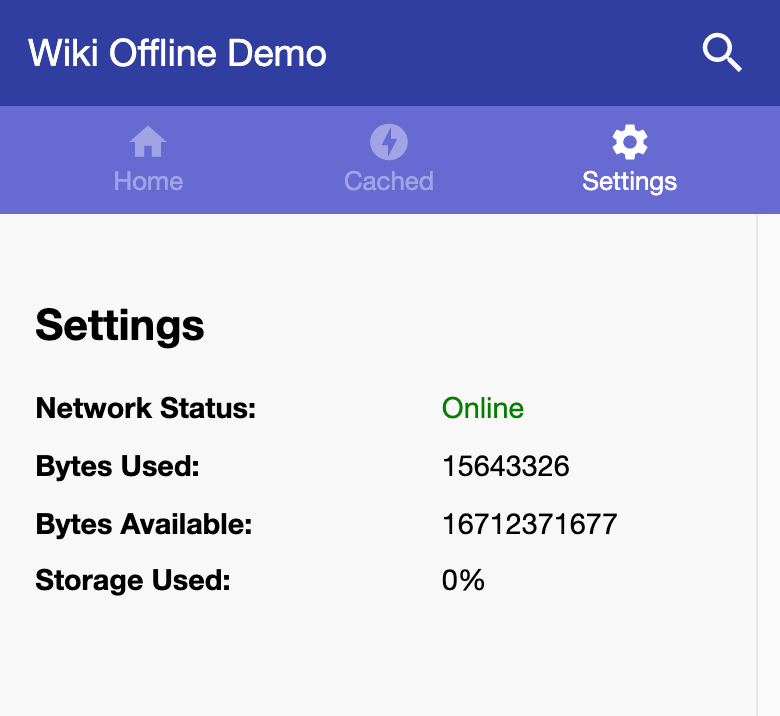 Wiki Offline Demo
Home Cached Settings
Settings
Network Status: Online
Bytes Used: 15643326
Bytes Available: 16712371677
Storage Used: 0%